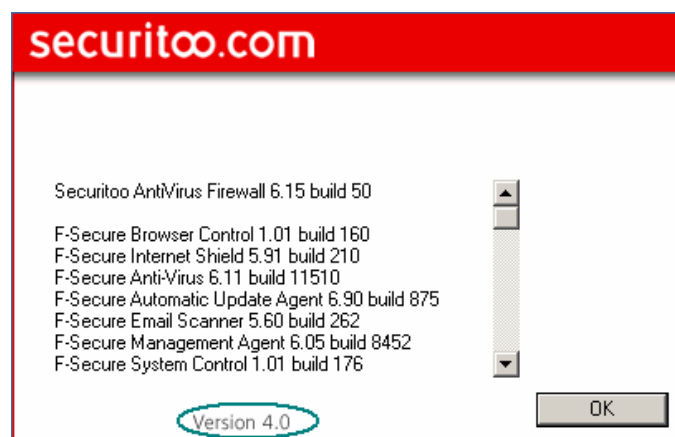 securitoo.com
Securitoo AntiVirus Firewall 6.15 build 50
F-Secure Browser Control 1.01 build 160
F-Secure Internet Shield 5.91 build 210
F-Secure Anti-Virus 6.11 build 11510
F-Secure Automatic Update Agent 6.90 build 875
F-Secure Email Scanner 5.60 build 262
F-Secure Management Agent 6.05 build 8452
F-Secure System Control 1.01 build 176
OK
Version 4.0